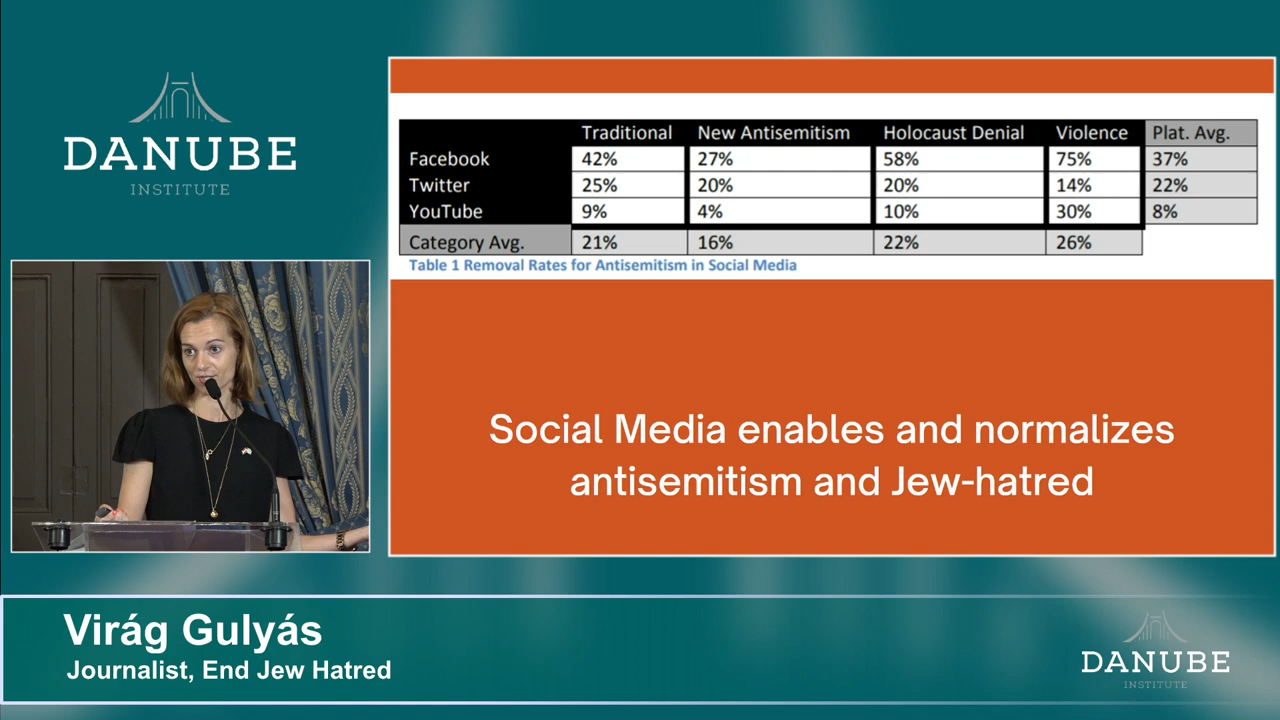 DANUBE
INSTITUTE
Traditional New Antisemitism Holocaust Denial Violence Plat. Avg.
Facebook 42% 27% 58% 75% 37%
Twitter 25% 20% 20% 14% 22%
YouTube 9% 4% 10% 30% 8%
Category Avg. 21% 16% 22% 26%
Table 1 Removal Rates for Antisemitism in Social Media
Social Media enables and normalizes
antisemitism and Jew-hatred
Virág Gulyás
Journalist, End Jew Hatred
DANUBE
INSTITUTE